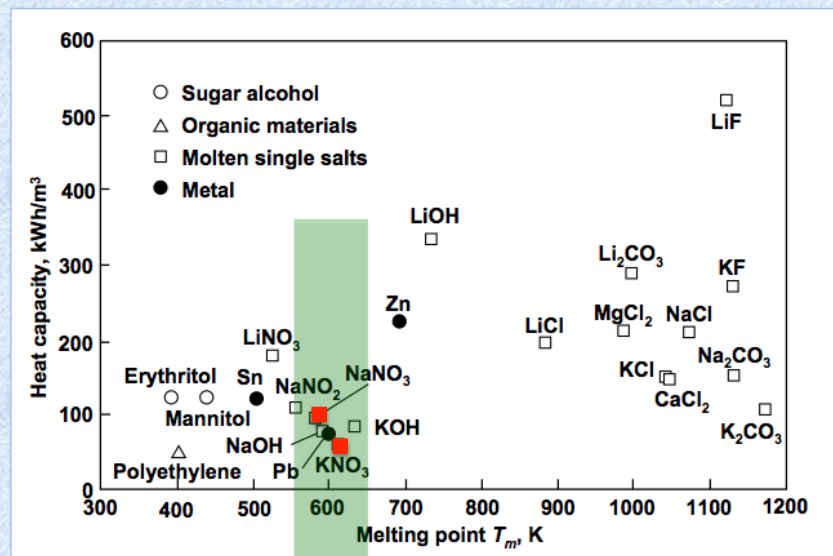 600
500
400
300
200
100
0
Heat capacity, kWh/m³
Sugar alcohol
Organic materials
Molten single salts
Metal
LiF
LiOH
Li₂CO₃
KF
Zn
LiNO₃
LiCl
MgCl₂
NaCl
Erythritol
Sn
NaNO₂
NaNO₃
KCl
Na₂CO₃
Mannitol
CaCl₂
NaOH
KOH
K₂CO₃
Polyethylene
Pb
KNO₃
300 400 500 600 700 800 900 1000 1100 1200
Melting point Tₘ, K